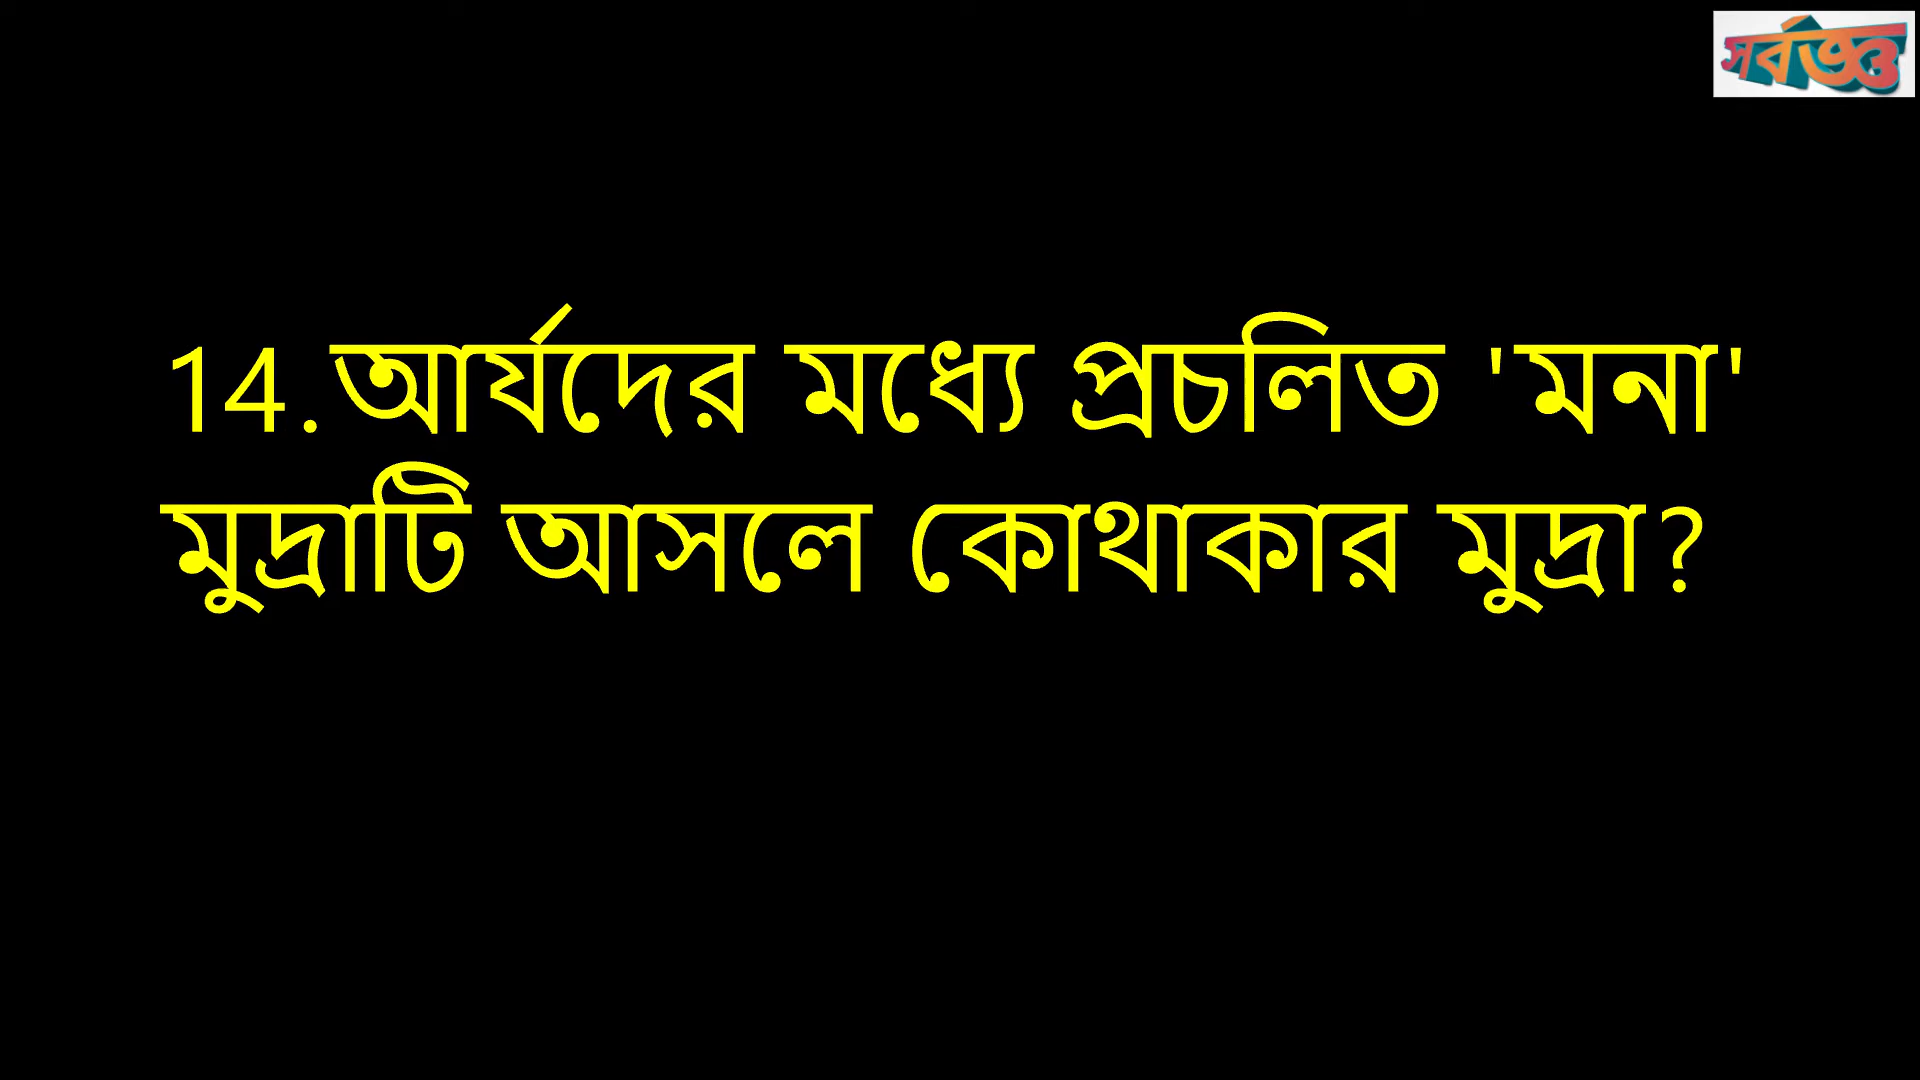 সর্বজ্ঞ
14.আর্যদের মধ্যে প্রচলিত 'মনা'
মুদ্রাটি আসলে কোথাকার মুদ্রা?